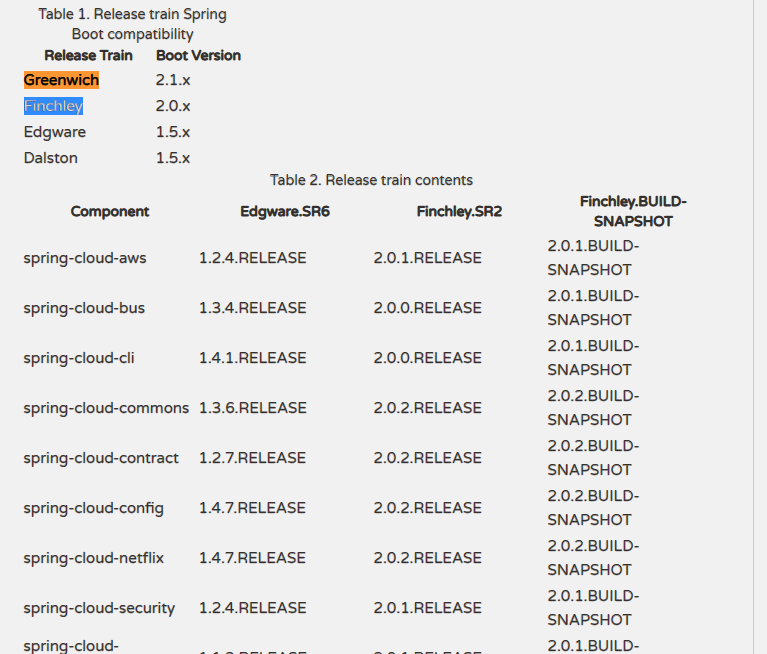 Table 1. Release train Spring
Boot compatibility
Release Train Boot Version
Greenwich 2.1.x
Finchley 2.0.x
Edgware 1.5.x
Dalston 1.5.x
Table 2. Release train contents
Component Edgware.SR6 Finchley.SR2 Finchley.BUILD-
SNAPSHOT
spring-cloud-aws 1.2.4.RELEASE 2.0.1.RELEASE 2.0.1.BUILD-
SNAPSHOT
spring-cloud-bus 1.3.4.RELEASE 2.0.0.RELEASE 2.0.1.BUILD-
SNAPSHOT
spring-cloud-cli 1.4.1.RELEASE 2.0.0.RELEASE 2.0.1.BUILD-
SNAPSHOT
spring-cloud-commons 1.3.6.RELEASE 2.0.2.RELEASE 2.0.2.BUILD-
SNAPSHOT
spring-cloud-contract 1.2.7.RELEASE 2.0.2.RELEASE 2.0.2.BUILD-
SNAPSHOT
spring-cloud-config 1.4.7.RELEASE 2.0.2.RELEASE 2.0.2.BUILD-
SNAPSHOT
spring-cloud-netflix 1.4.7.RELEASE 2.0.2.RELEASE 2.0.2.BUILD-
SNAPSHOT
spring-cloud-security 1.2.4.RELEASE 2.0.1.RELEASE 2.0.1.BUILD-
SNAPSHOT
spring-cloud- 2.0.1.BUILD-